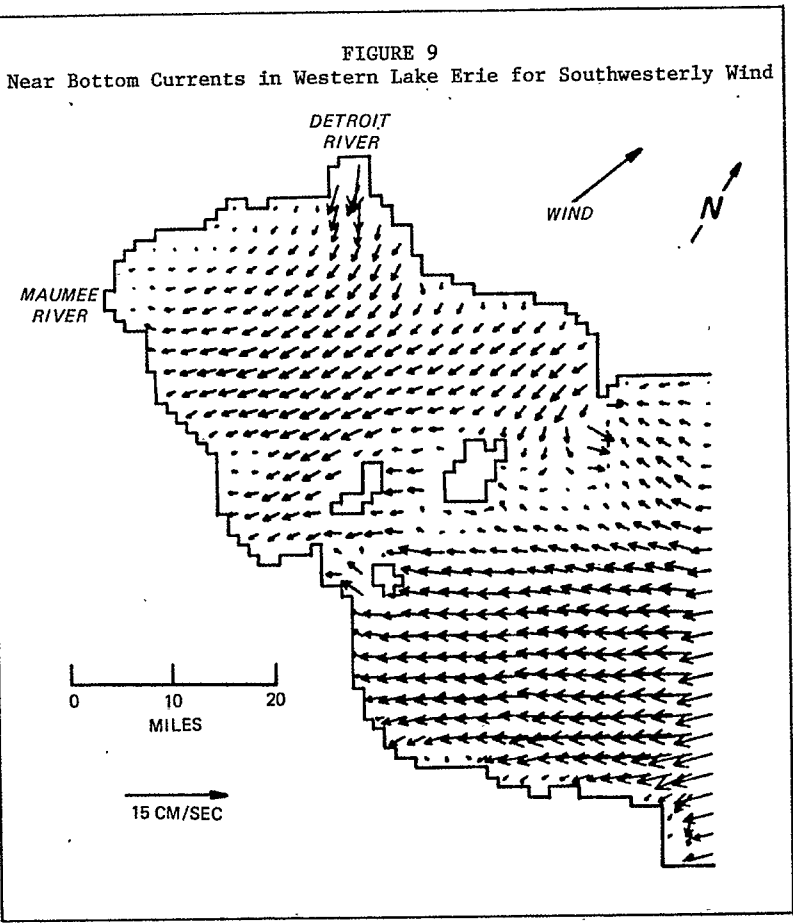 FIGURE 9
Near Bottom Currents in Western Lake Erie for Southwesterly Wind
DETROIT
RIVER
WIND
N
MAUMEE
RIVER
0 10 20
MILES
15 CM/SEC